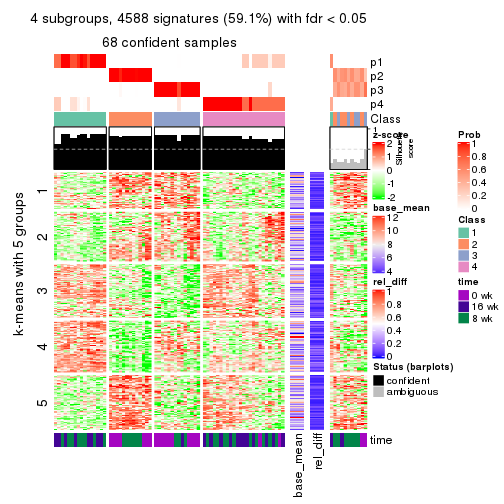 4 subgroups, 4588 signatures (59.1%) with fdr < 0.05
68 confident samples
p1
p2
p3
p4
Class
1
Silhouette
score
k-means with 5 groups
1
2
3
4
5
time
base_mean
rel_diff
z-score
2
1
0
-1
-2
base_mean
12
10
8
6
4
rel_diff
1
0.8
0.6
0.4
0.2
0
Status (barplots)
confident
ambiguous
Prob
1
0.8
0.6
0.4
0.2
0
Class
1
2
3
4
time
0 wk
16 wk
8 wk